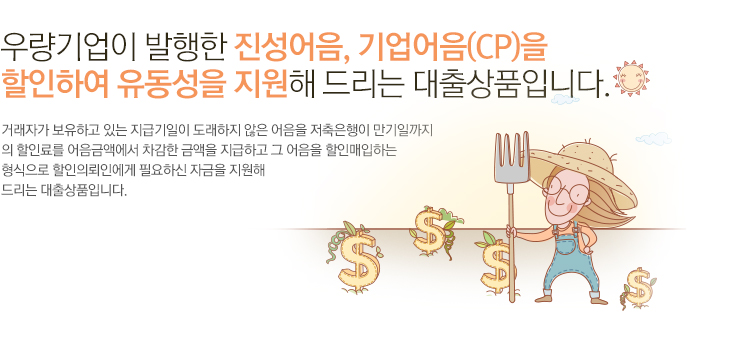 우량기업이 발행한 진성어음, 기업어음(CP)을
할인하여 유동성을 지원해 드리는 대출상품입니다.
거래자가 보유하고 있는 지급기일이 도래하지 않은 어음을 저축은행이 만기일까지
의 할인료를 어음금액에서 차감한 금액을 지급하고 그 어음을 할인매입하는
형식으로 할인의뢰인에게 필요하신 자금을 지원해
드리는 대출상품입니다.